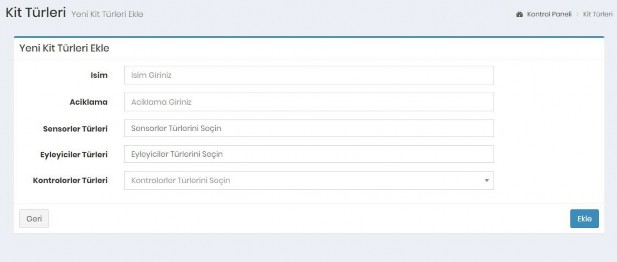 Kit Türleri Yeni Kit Türleri Ekle Kontrol Paneli Kit Türleri
Yeni Kit Türleri Ekle
Isim Isim Giriniz
Aciklama Aciklama Giriniz
Sensorler Türleri Sensorler Türlerini Seçin
Eyleyiciler Türleri Eyleyiciler Türlerini Seçin
Kontrolorler Türleri Kontrolorler Türlerini Seçin
Geri Ekle